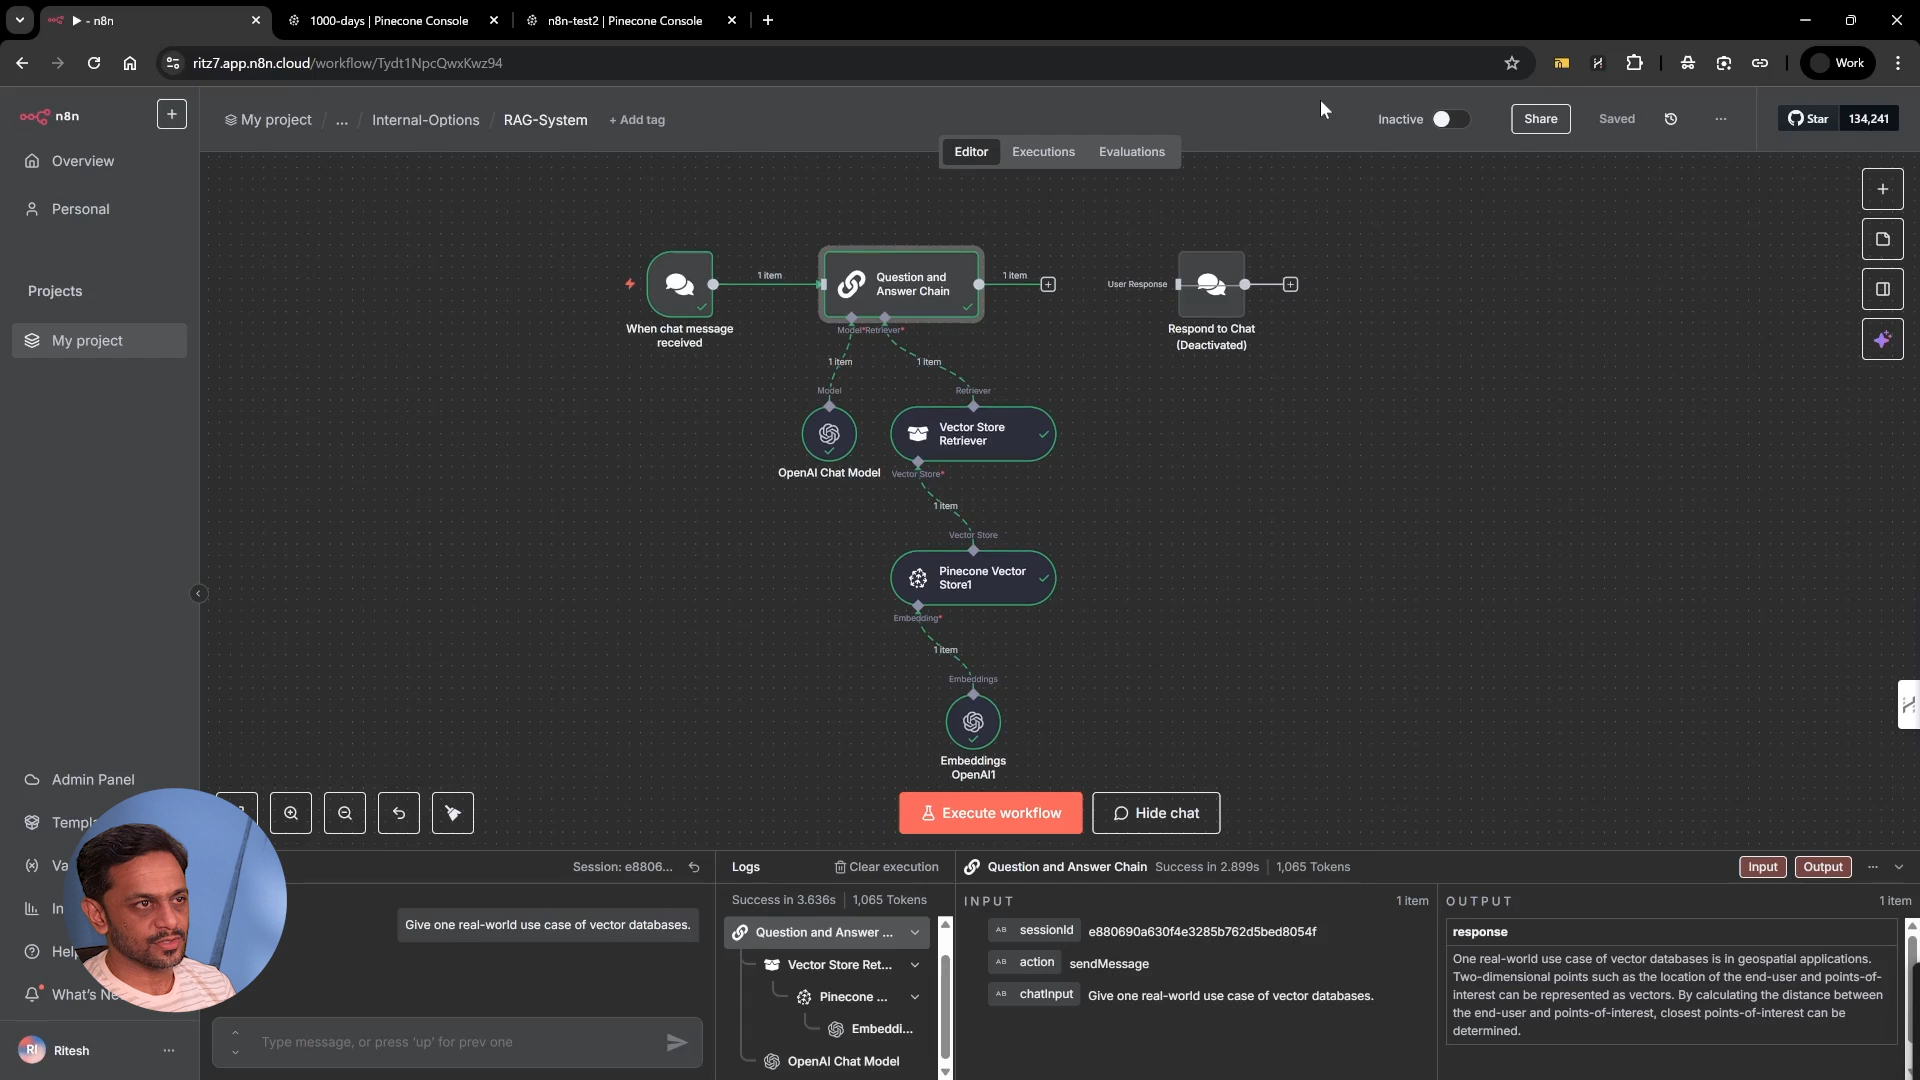 ▶ - n8n
1000-days | Pinecone Console
n8n-test2 | Pinecone Console
ritz7.app.n8n.cloud/workflow/Tydt1NpcQwxKwz94
Work
n8n
My project / ... / Internal-Options / RAG-System + Add tag
Inactive
Share
Saved
Star 134,241
Editor Executions Evaluations
Overview
Personal
Projects
My project
When chat message
received
1 item
Question and
Answer Chain
1 item
User Response
Respond to Chat
(Deactivated)
Model*
Retriever*
1 item
1 item
Model
Retriever
OpenAI Chat Model
Vector Store
Retriever
Vector Store*
1 item
Vector Store
Pinecone Vector
Store1
Embedding*
1 item
Embeddings
Embeddings
OpenAI1
Admin Panel
Templa
Va
In
Hel
What's Ne
RI Ritesh
Execute workflow
Hide chat
Session: e8806...
Give one real-world use case of vector databases.
Type message, or press 'up' for prev one
Logs
Clear execution
Success in 3.636s | 1,065 Tokens
Question and Answer ...
Vector Store Ret...
Pinecone ...
Embeddi...
OpenAI Chat Model
Question and Answer Chain Success in 2.899s | 1,065 Tokens
Input
Output
INPUT 1 item
AB sessionId e880690a630f4e3285b762d5bed8054f
AB action sendMessage
AB chatInput Give one real-world use case of vector databases.
OUTPUT 1 item
response
One real-world use case of vector databases is in geospatial applications.
Two-dimensional points such as the location of the end-user and points-of-
interest can be represented as vectors. By calculating the distance between
the end-user and points-of-interest, closest points-of-interest can be
determined.